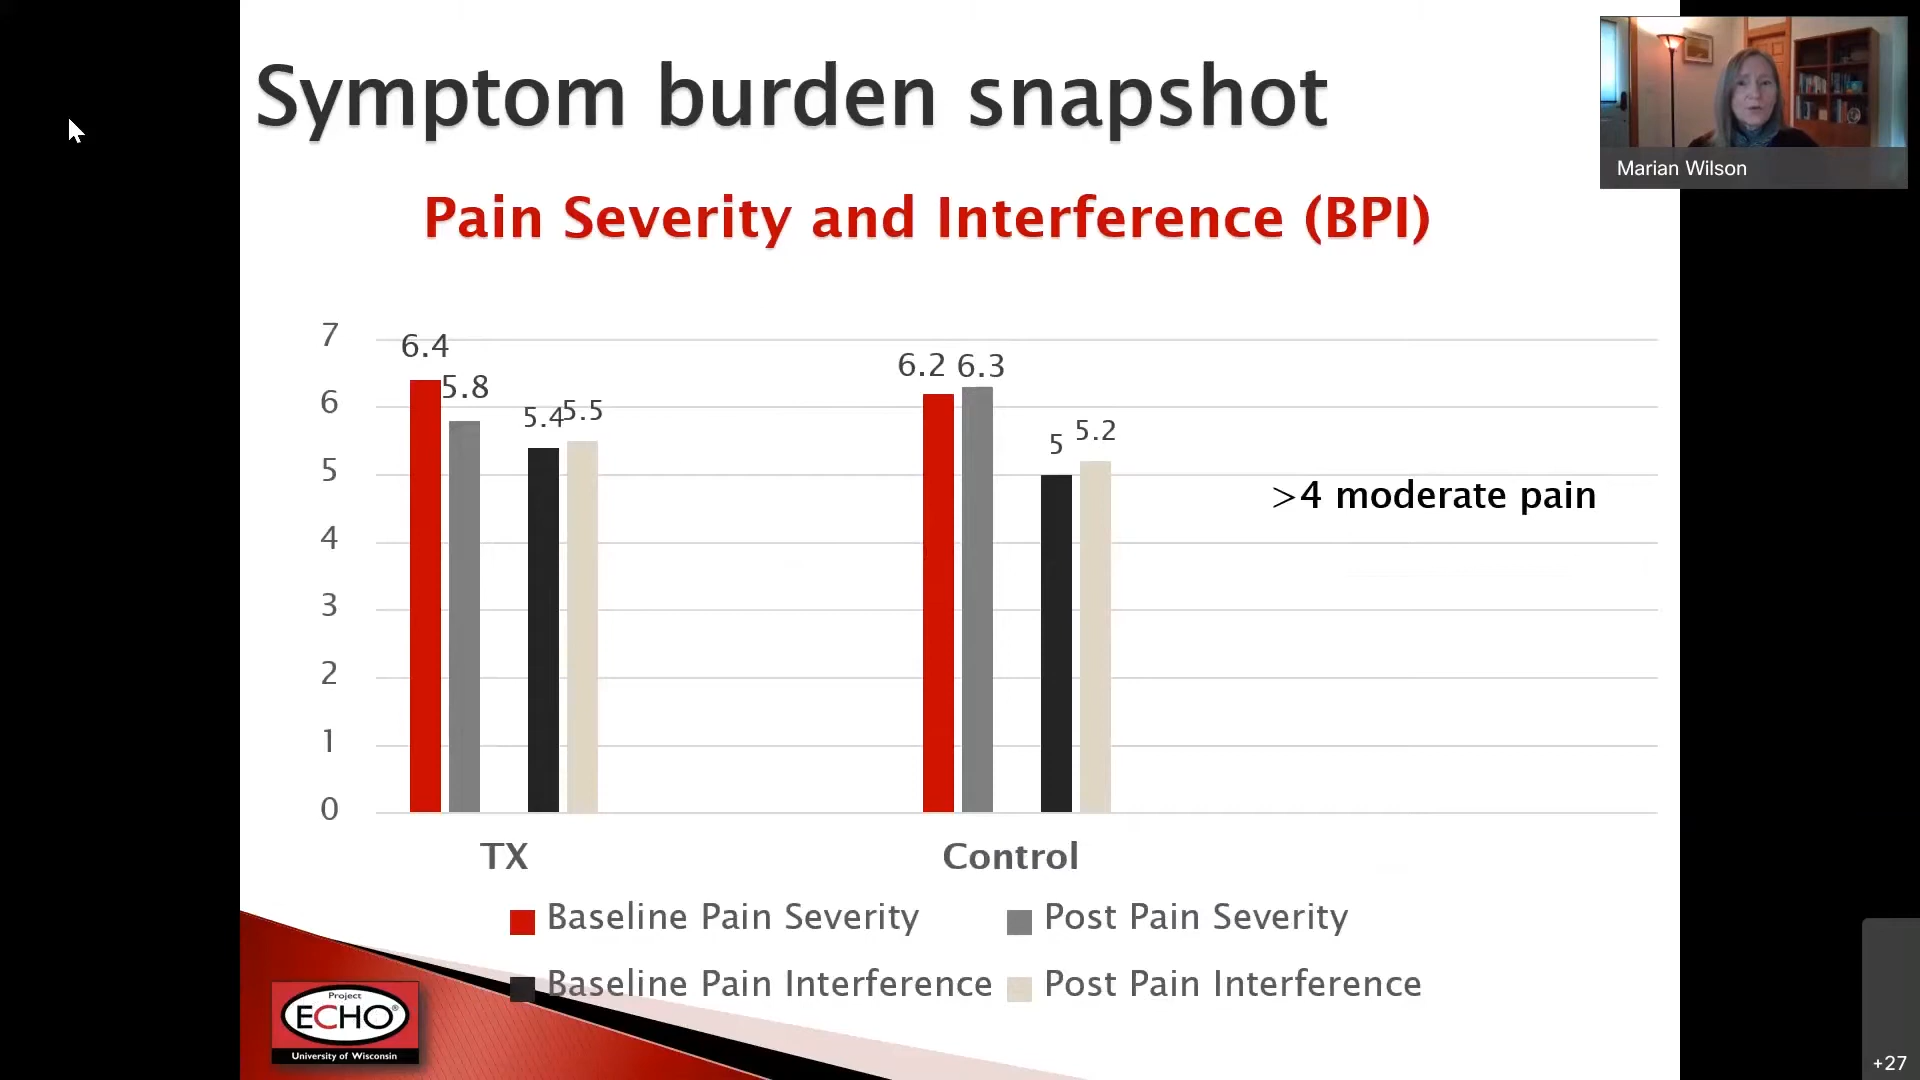 Symptom burden snapshot
Marian Wilson
Pain Severity and Interference (BPI)
7
6.4
6.2 6.3
5.8
6
5.4 5.5
5 5.2
5
>4 moderate pain
4
3
2
1
0
TX Control
Baseline Pain Severity Post Pain Severity
Baseline Pain Interference Post Pain Interference
Project
ECHO®
University of Wisconsin
+27